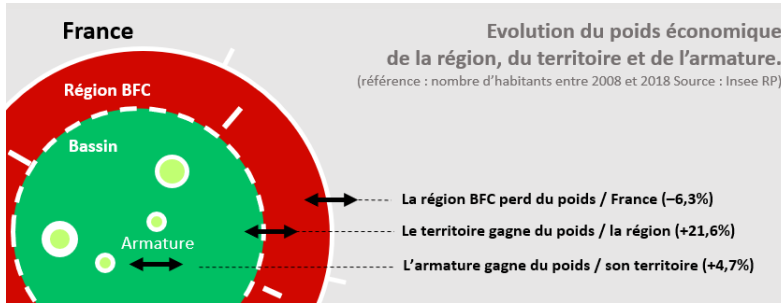 France
Evolution du poids économique
de la région, du territoire et de l’armature.
(référence : nombre d’habitants entre 2008 et 2018 Source : Insee RP)
Région BFC
Bassin
La région BFC perd du poids / France (–6,3%)
Le territoire gagne du poids / la région (+21,6%)
Armature
L’armature gagne du poids / son territoire (+4,7%)